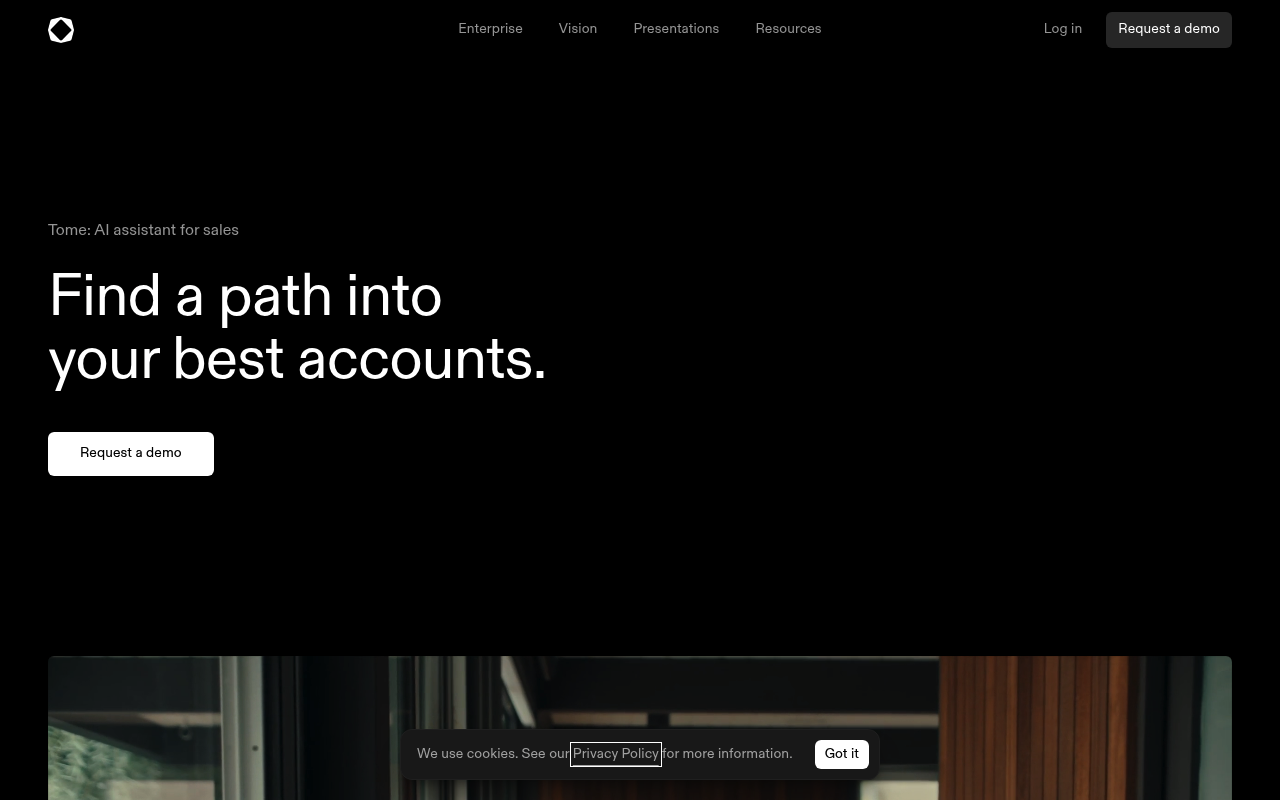 Enterprise Vision Presentations Resources Log in Request a demo
Tome: AI assistant for sales
Find a path into
your best accounts.
Request a demo
We use cookies. See our Privacy Policy for more information. Got it